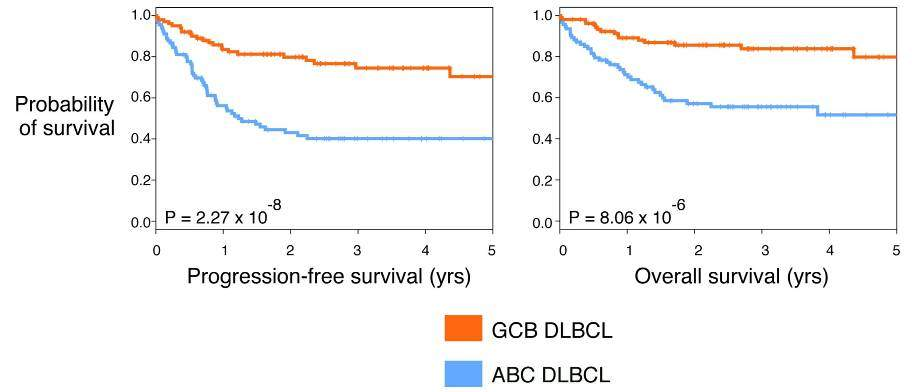 Probability
of survival
1.0
0.8
0.6
0.4
0.2
0.0
P = 2.27 x 10-8
0 1 2 3 4 5
Progression-free survival (yrs)
1.0
0.8
0.6
0.4
0.2
0.0
P = 8.06 x 10-6
0 1 2 3 4 5
Overall survival (yrs)
GCB DLBCL
ABC DLBCL